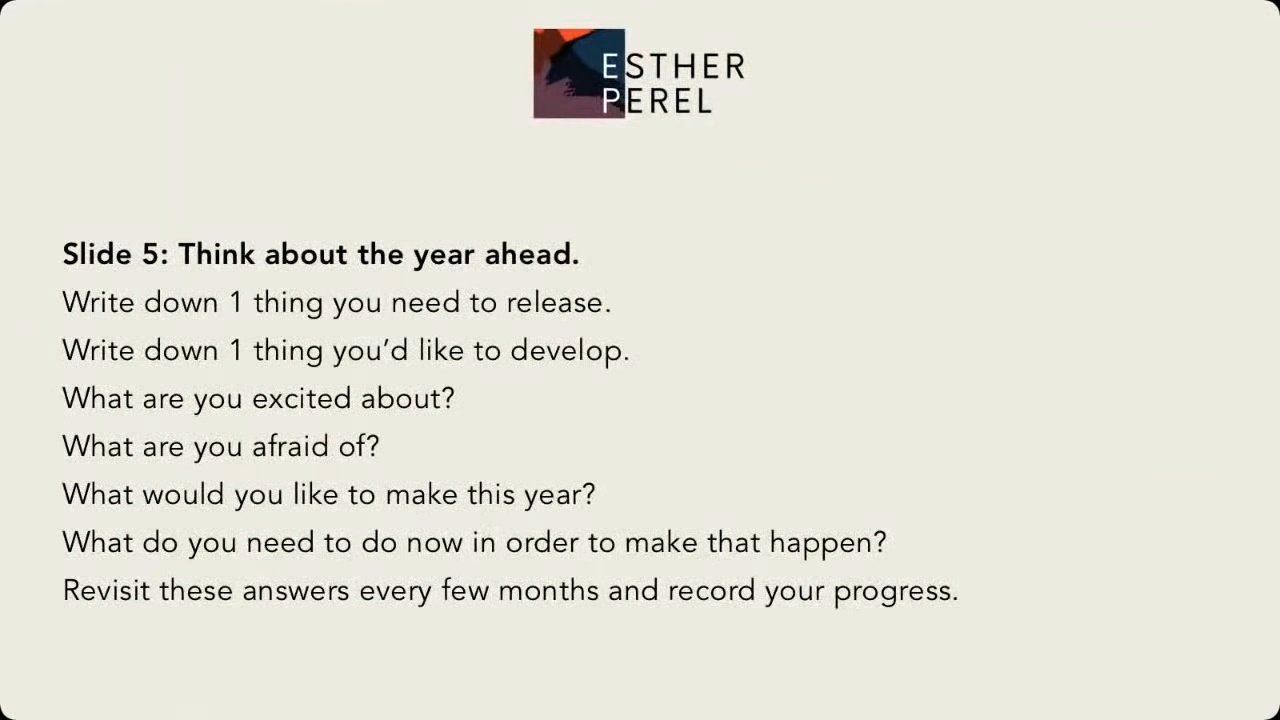 ESTHER
PEREL
Slide 5: Think about the year ahead.
Write down 1 thing you need to release.
Write down 1 thing you’d like to develop.
What are you excited about?
What are you afraid of?
What would you like to make this year?
What do you need to do now in order to make that happen?
Revisit these answers every few months and record your progress.